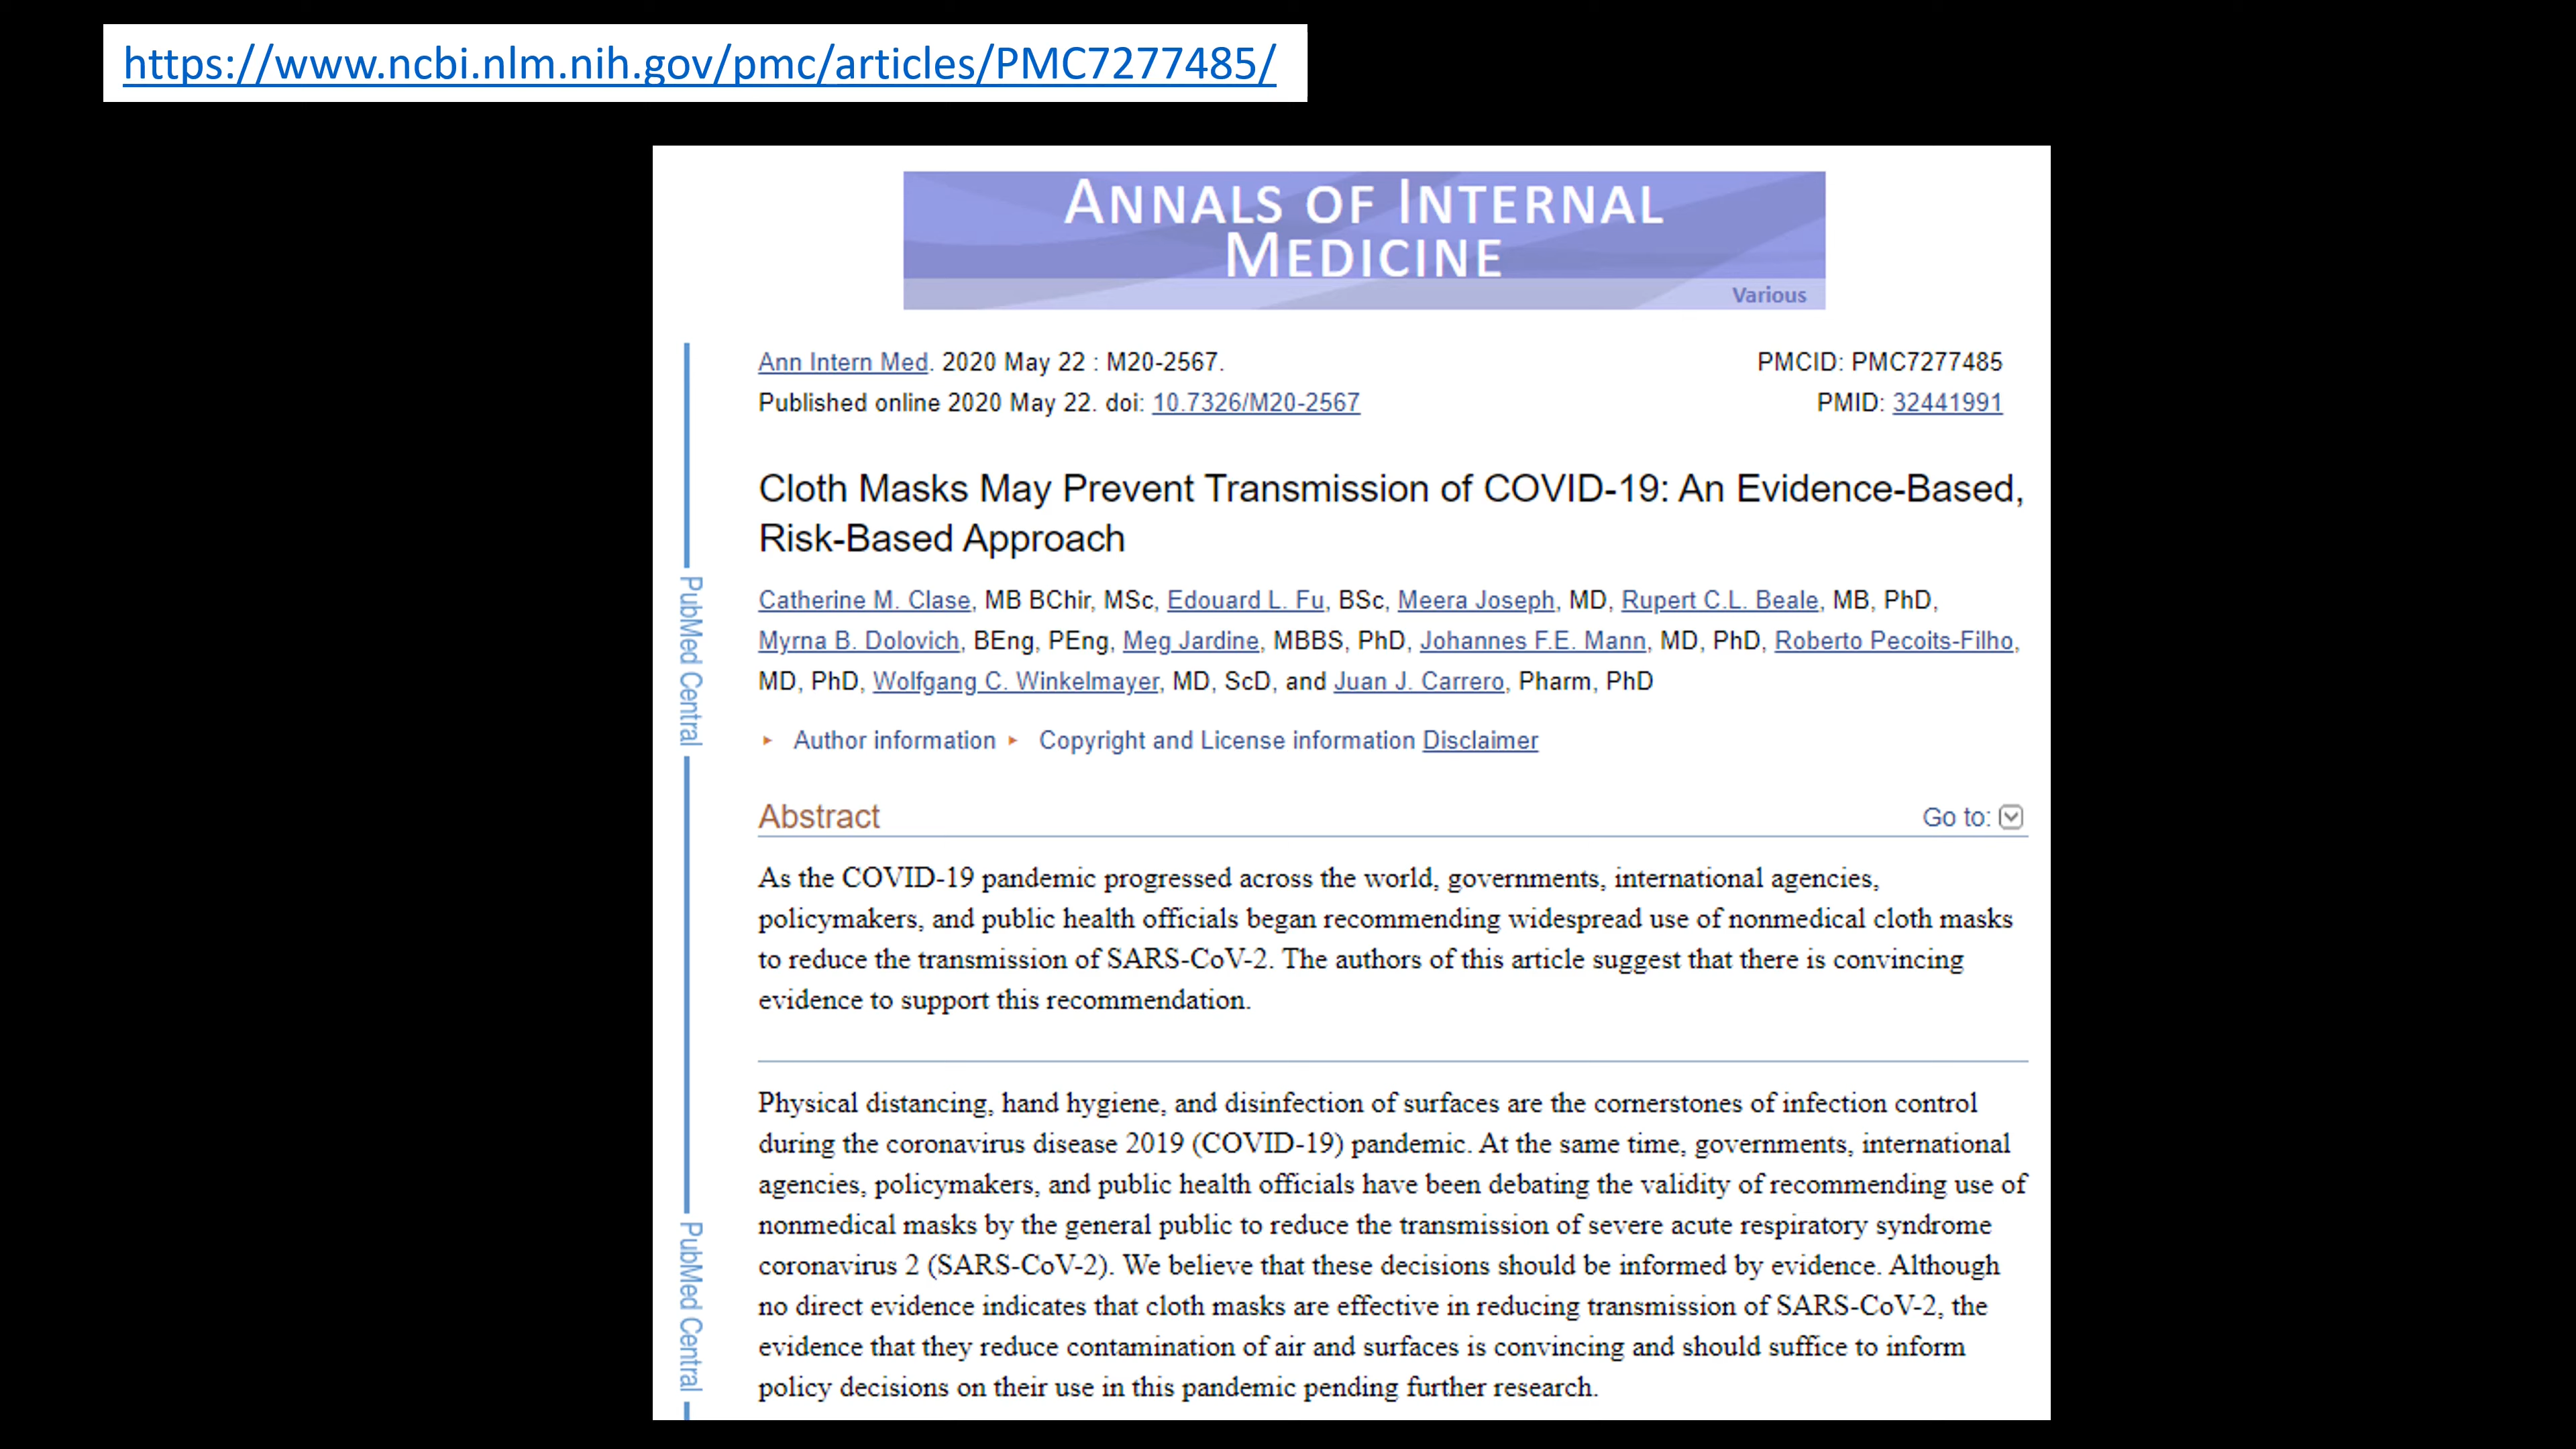 https://www.ncbi.nlm.nih.gov/pmc/articles/PMC7277485/
ANNALS OF INTERNAL
MEDICINE
Various
Ann Intern Med. 2020 May 22 : M20-2567.
PMCID: PMC7277485
Published online 2020 May 22. doi: 10.7326/M20-2567
PMID: 32441991
Cloth Masks May Prevent Transmission of COVID-19: An Evidence-Based,
Risk-Based Approach
Catherine M. Clase, MB BChir, MSc, Edouard L. Fu, BSc, Meera Joseph, MD, Rupert C.L. Beale, MB, PhD,
Myrna B. Dolovich, BEng, PEng, Meg Jardine, MBBS, PhD, Johannes F.E. Mann, MD, PhD, Roberto Pecoits-Filho,
MD, PhD, Wolfgang C. Winkelmayer, MD, ScD, and Juan J. Carrero, Pharm, PhD
Author information
Copyright and License information Disclaimer
Abstract
Go to:
As the COVID-19 pandemic progressed across the world, governments, international agencies,
policymakers, and public health officials began recommending widespread use of nonmedical cloth masks
to reduce the transmission of SARS-CoV-2. The authors of this article suggest that there is convincing
evidence to support this recommendation.
Physical distancing, hand hygiene, and disinfection of surfaces are the cornerstones of infection control
during the coronavirus disease 2019 (COVID-19) pandemic. At the same time, governments, international
agencies, policymakers, and public health officials have been debating the validity of recommending use of
nonmedical masks by the general public to reduce the transmission of severe acute respiratory syndrome
coronavirus 2 (SARS-CoV-2). We believe that these decisions should be informed by evidence. Although
no direct evidence indicates that cloth masks are effective in reducing transmission of SARS-CoV-2, the
evidence that they reduce contamination of air and surfaces is convincing and should suffice to inform
policy decisions on their use in this pandemic pending further research.
PubMed Central
PubMed Central